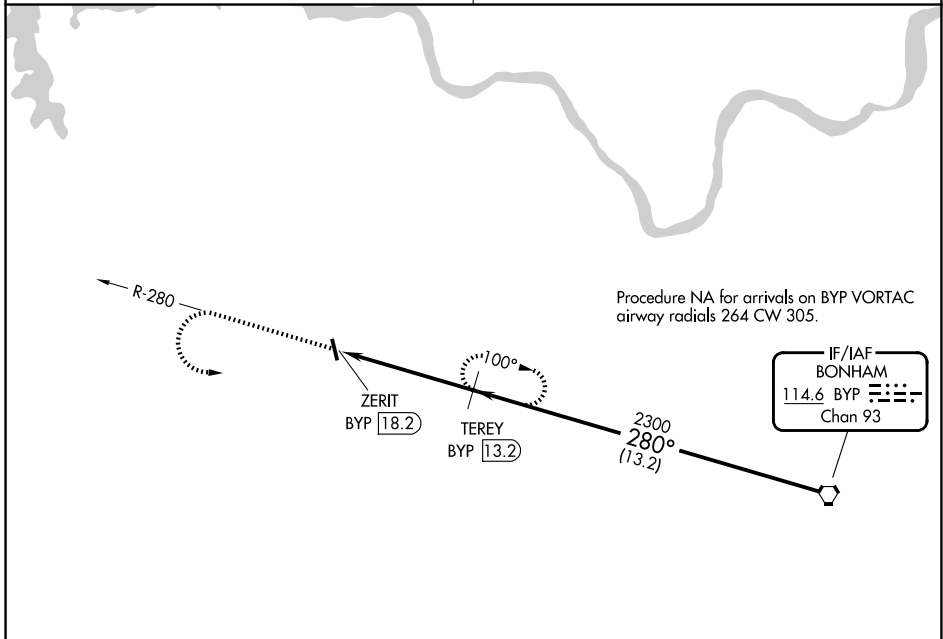 R-280
Procedure NA for arrivals on BYP VORTAC
airway radials 264 CW 305.
IF/IAF
BONHAM
114.6 BYP
Chan 93
100°
ZERIT
BYP 18.2
TEREY
BYP 13.2
2300
280°
(13.2)